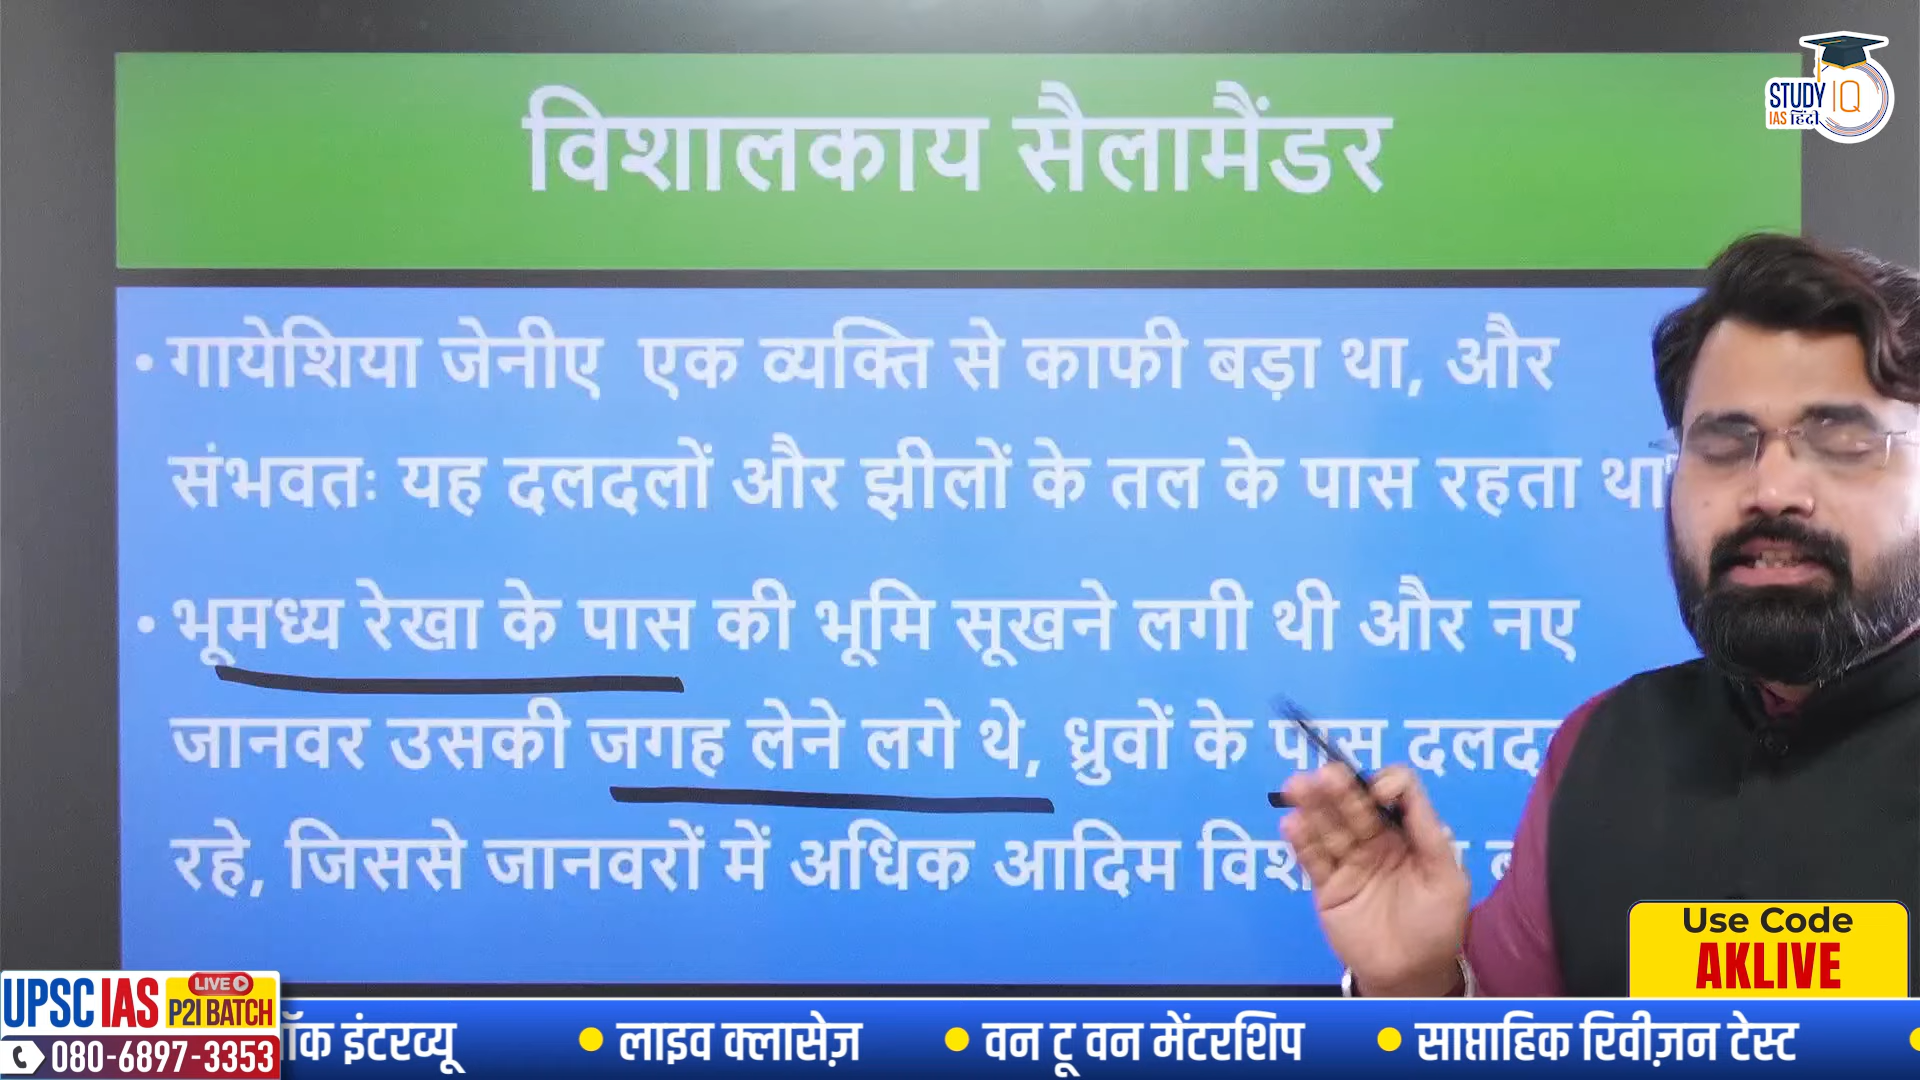 STUDY IQ
IAS हिंदी
विशालकाय सैलामैंडर
• गायेशिया जेनीए एक व्यक्ति से काफी बड़ा था, और
संभवतः यह दलदलों और झीलों के तल के पास रहता था
• भूमध्य रेखा के पास की भूमि सूखने लगी थी और नए
जानवर उसकी जगह लेने लगे थे, ध्रुवों के पास
रहे, जिससे जानवरों में अधिक आदिम
Use Code
AKLIVE
UPSC IAS LIVE P2I BATCH
080-6897-3353
इंटरव्यू • लाइव क्लासेज़ • वन टू वन मेंटरशिप • साप्ताहिक रिवीज़न टेस्ट